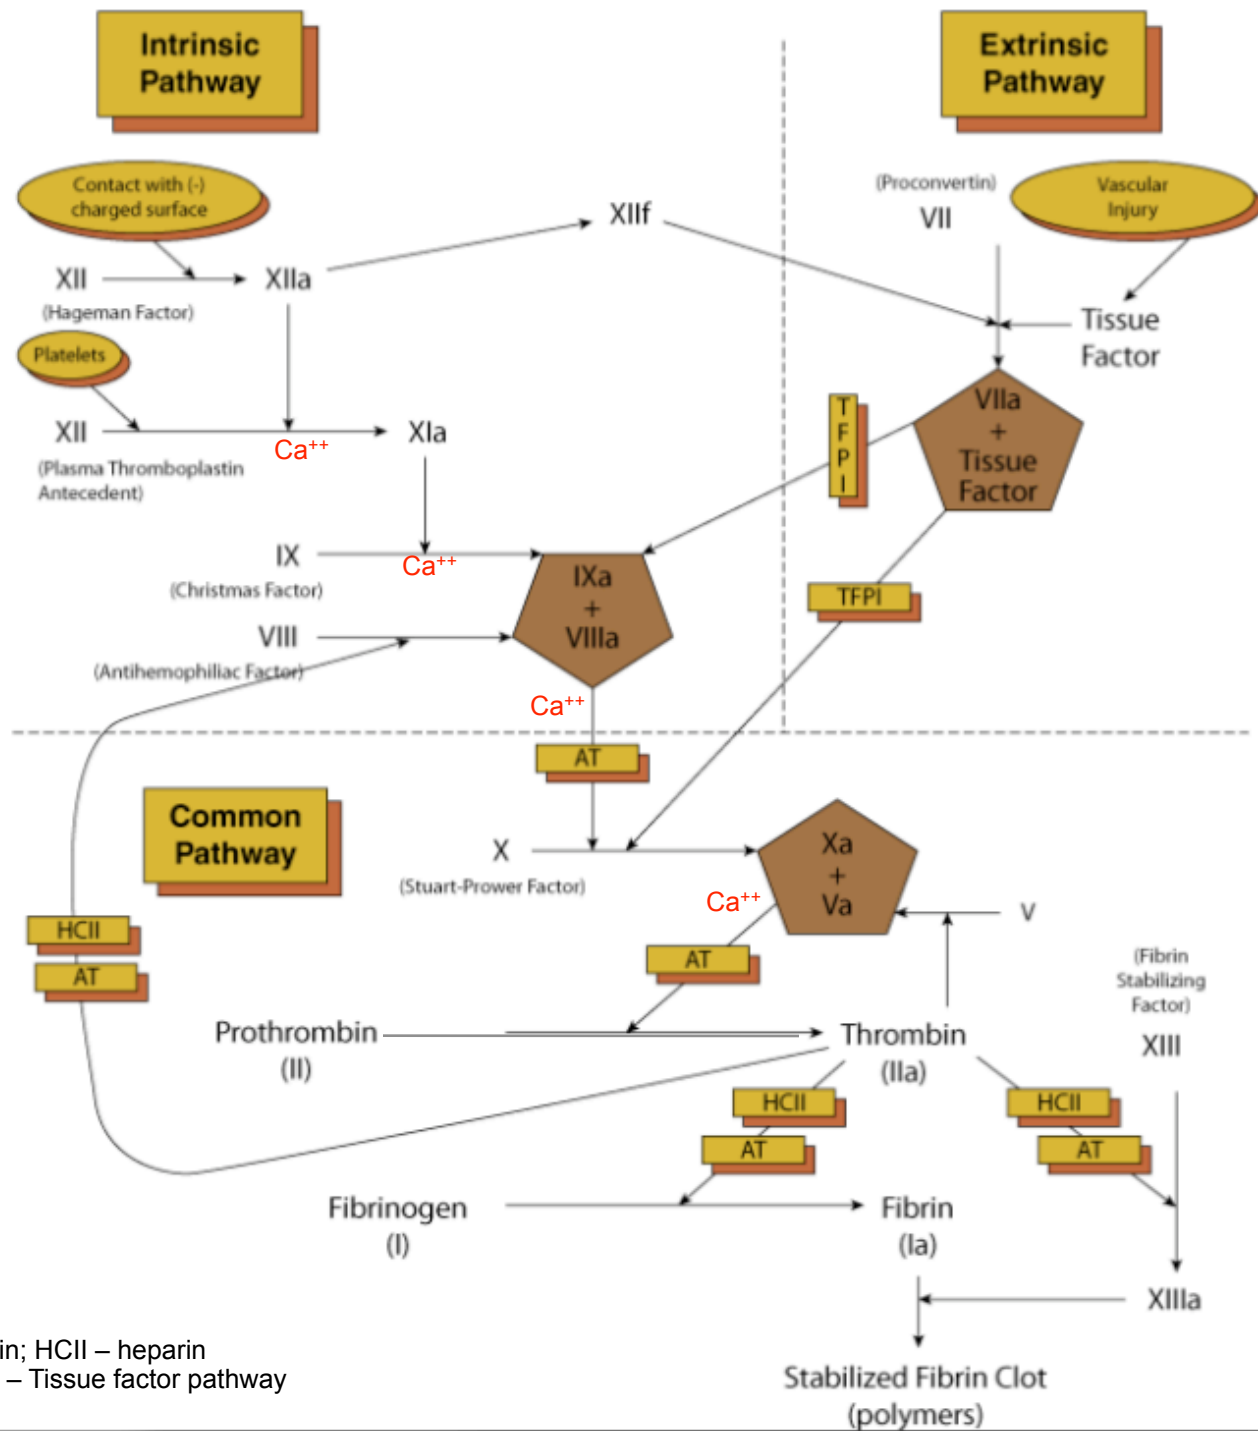 Intrinsic
Pathway
Extrinsic
Pathway
Contact with (-)
charged surface
XIIf
(Proconvertin)
VII
Vascular
Injury
XII
XIIa
(Hageman Factor)
Tissue
Factor
Platelets
XII
XIa
Ca++
(Plasma Thromboplastin
Antecedent)
T
F
P
I
VIIa
+
Tissue
Factor
IX
Ca++
(Christmas Factor)
IXa
+
VIIIa
TFPI
VIII
(Antihemophiliac Factor)
Ca++
AT
Common
Pathway
X
(Stuart-Prower Factor)
Xa
+
Va
Ca++
V
HCII
AT
AT
(Fibrin
Stabilizing
Factor)
XIII
Prothrombin
(II)
Thrombin
(IIa)
HCII
AT
HCII
AT
Fibrinogen
(I)
Fibrin
(Ia)
XIIIa
in; HCII – heparin
– Tissue factor pathway
Stabilized Fibrin Clot
(polymers)